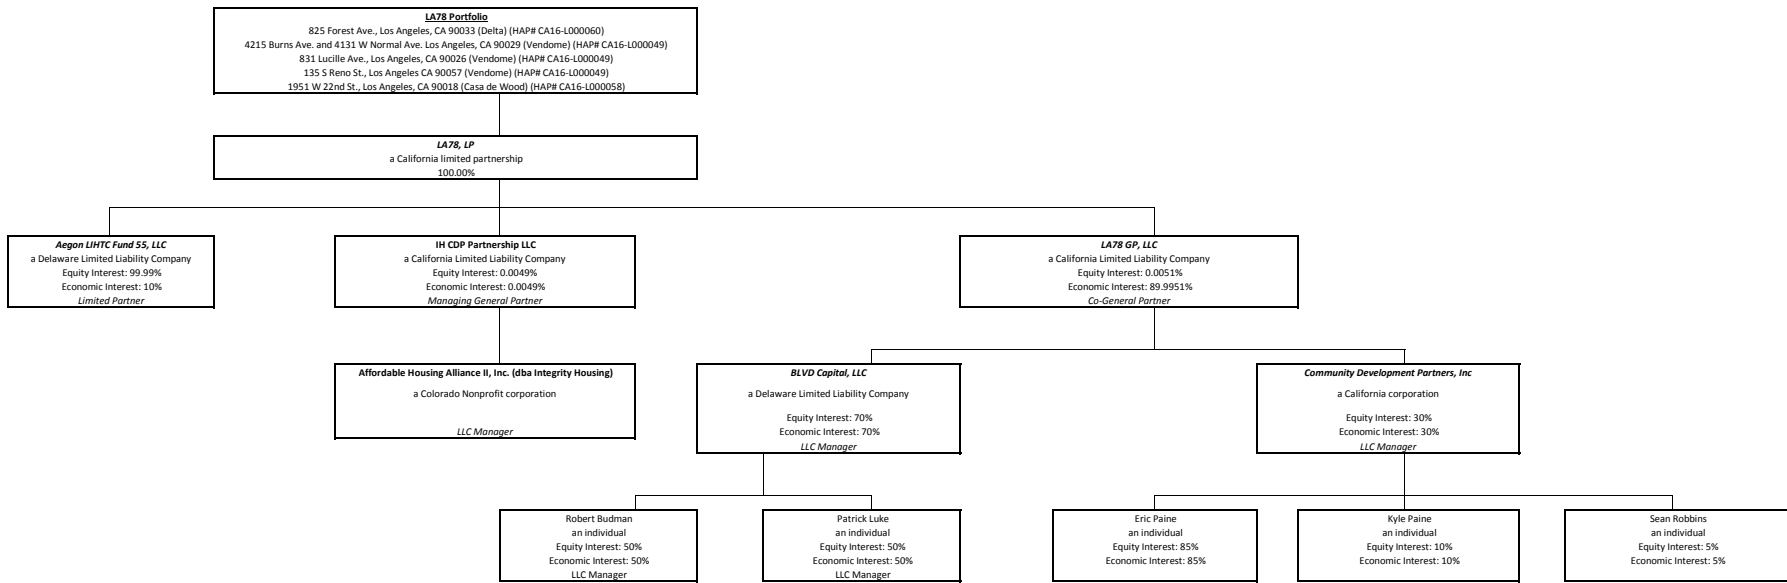 LA78 Portfolio
825 Forest Ave., Los Angeles, CA 90033 (Delta) (HAP# CA16-L000060)
4215 Burns Ave. and 4131 W Normal Ave. Los Angeles, CA 90029 (Vendome) (HAP# CA16-L000049)
831 Lucille Ave., Los Angeles, CA 90026 (Vendome) (HAP# CA16-L000049)
135 S Reno St., Los Angeles CA 90057 (Vendome) (HAP# CA16-L000049)
1951 W 22nd St., Los Angeles, CA 90018 (Casa de Wood) (HAP# CA16-L000058)
LA78, LP
a California limited partnership
100.00%
Aegon LIHTC Fund 55, LLC
a Delaware Limited Liability Company
Equity Interest: 99.99%
Economic Interest: 10%
Limited Partner
IH CDP Partnership LLC
a California Limited Liability Company
Equity Interest: 0.0049%
Economic Interest: 0.0049%
Managing General Partner
LA78 GP, LLC
a California Limited Liability Company
Equity Interest: 0.0051%
Economic Interest: 89.9951%
Co-General Partner
Affordable Housing Alliance II, Inc. (dba Integrity Housing)
a Colorado Nonprofit corporation
LLC Manager
BLVD Capital, LLC
a Delaware Limited Liability Company
Equity Interest: 70%
Economic Interest: 70%
LLC Manager
Community Development Partners, Inc
a California corporation
Equity Interest: 30%
Economic Interest: 30%
LLC Manager
Robert Budman
an individual
Equity Interest: 50%
Economic Interest: 50%
LLC Manager
Patrick Luke
an individual
Equity Interest: 50%
Economic Interest: 50%
LLC Manager
Eric Paine
an individual
Equity Interest: 85%
Economic Interest: 85%
Kyle Paine
an individual
Equity Interest: 10%
Economic Interest: 10%
Sean Robbins
an individual
Equity Interest: 5%
Economic Interest: 5%